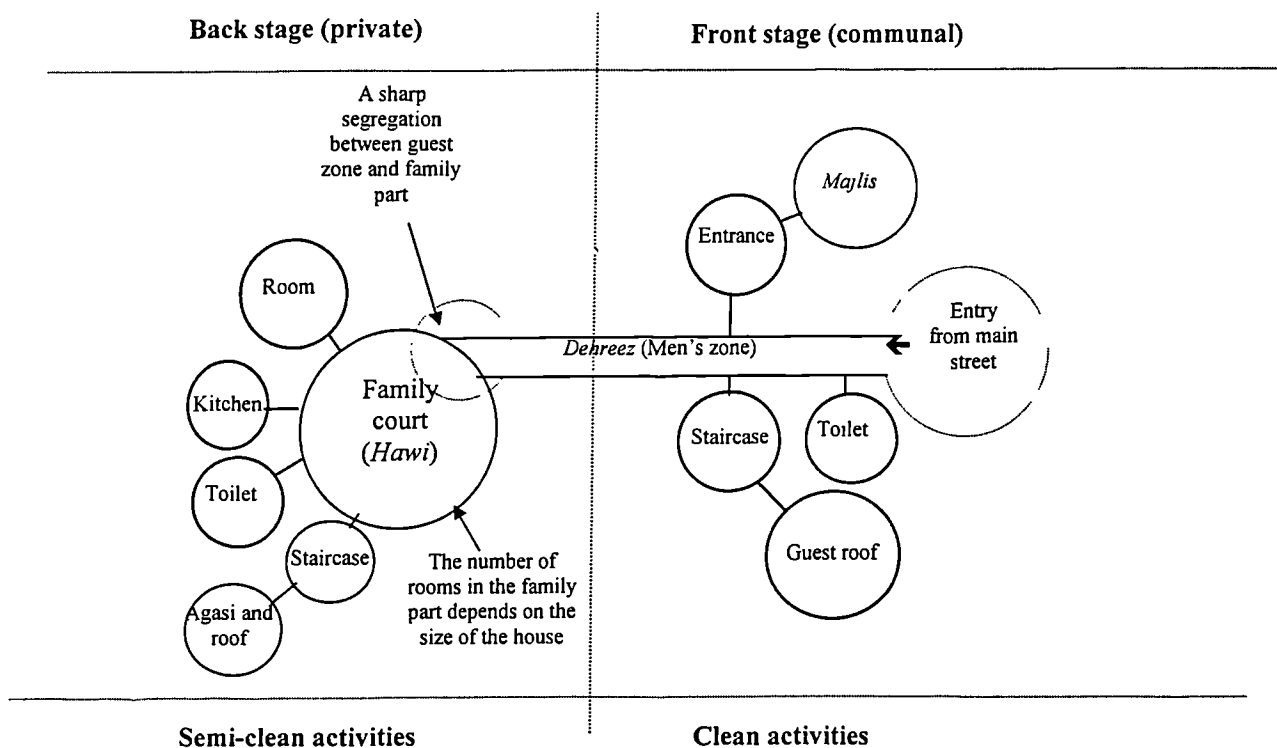 Back stage (private)
Front stage (communal)
A sharp
segregation
between guest
zone and family
part
Majlis
Entrance
Room
Entry
from main
street
Dehreez (Men's zone)
Family
court
(Hawi)
Kitchen
Staircase
Toilet
Toilet
Staircase
Guest roof
The number of
rooms in the family
part depends on the
size of the house
Agasi and
roof
Semi-clean activities
Clean activities